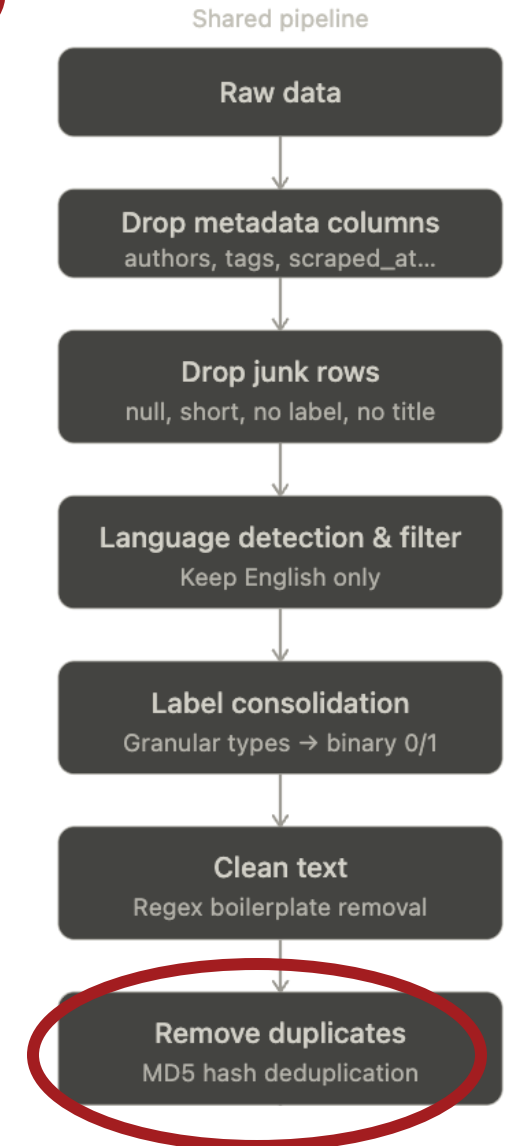 Shared pipeline
Raw data
Drop metadata columns
authors, tags, scraped_at...
Drop junk rows
null, short, no label, no title
Language detection & filter
Keep English only
Label consolidation
Granular types → binary 0/1
Clean text
Regex boilerplate removal
Remove duplicates
MD5 hash deduplication